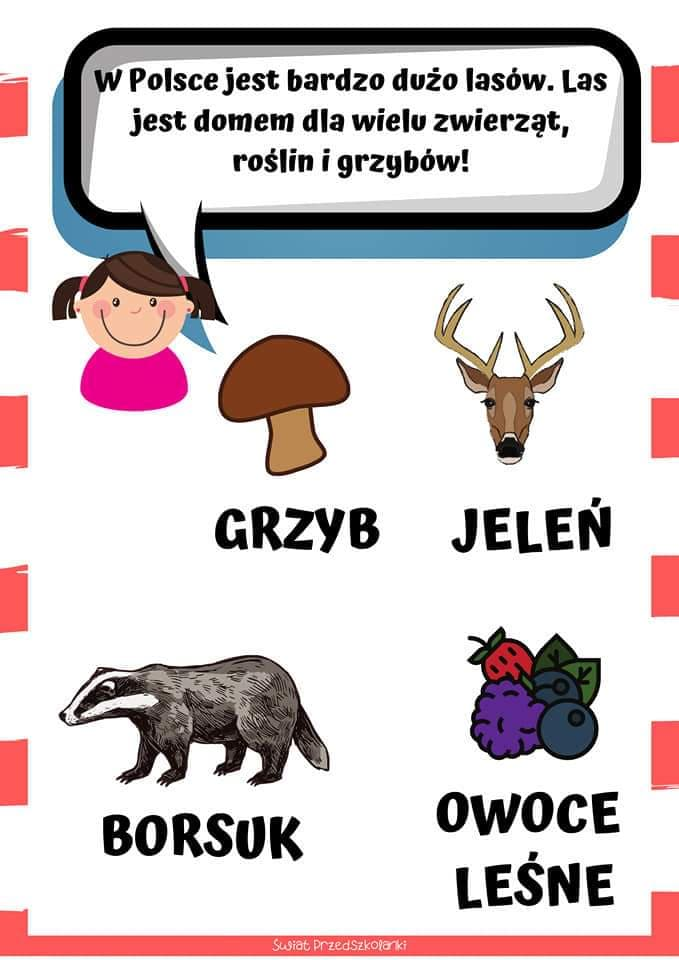 W Polsce jest bardzo dużo lasów. Las
jest domem dla wielu zwierząt,
roślin i grzybów!
GRZYB
JELEŃ
BORSUK
OWOCE
LEŚNE
Świat Przedszkolanki